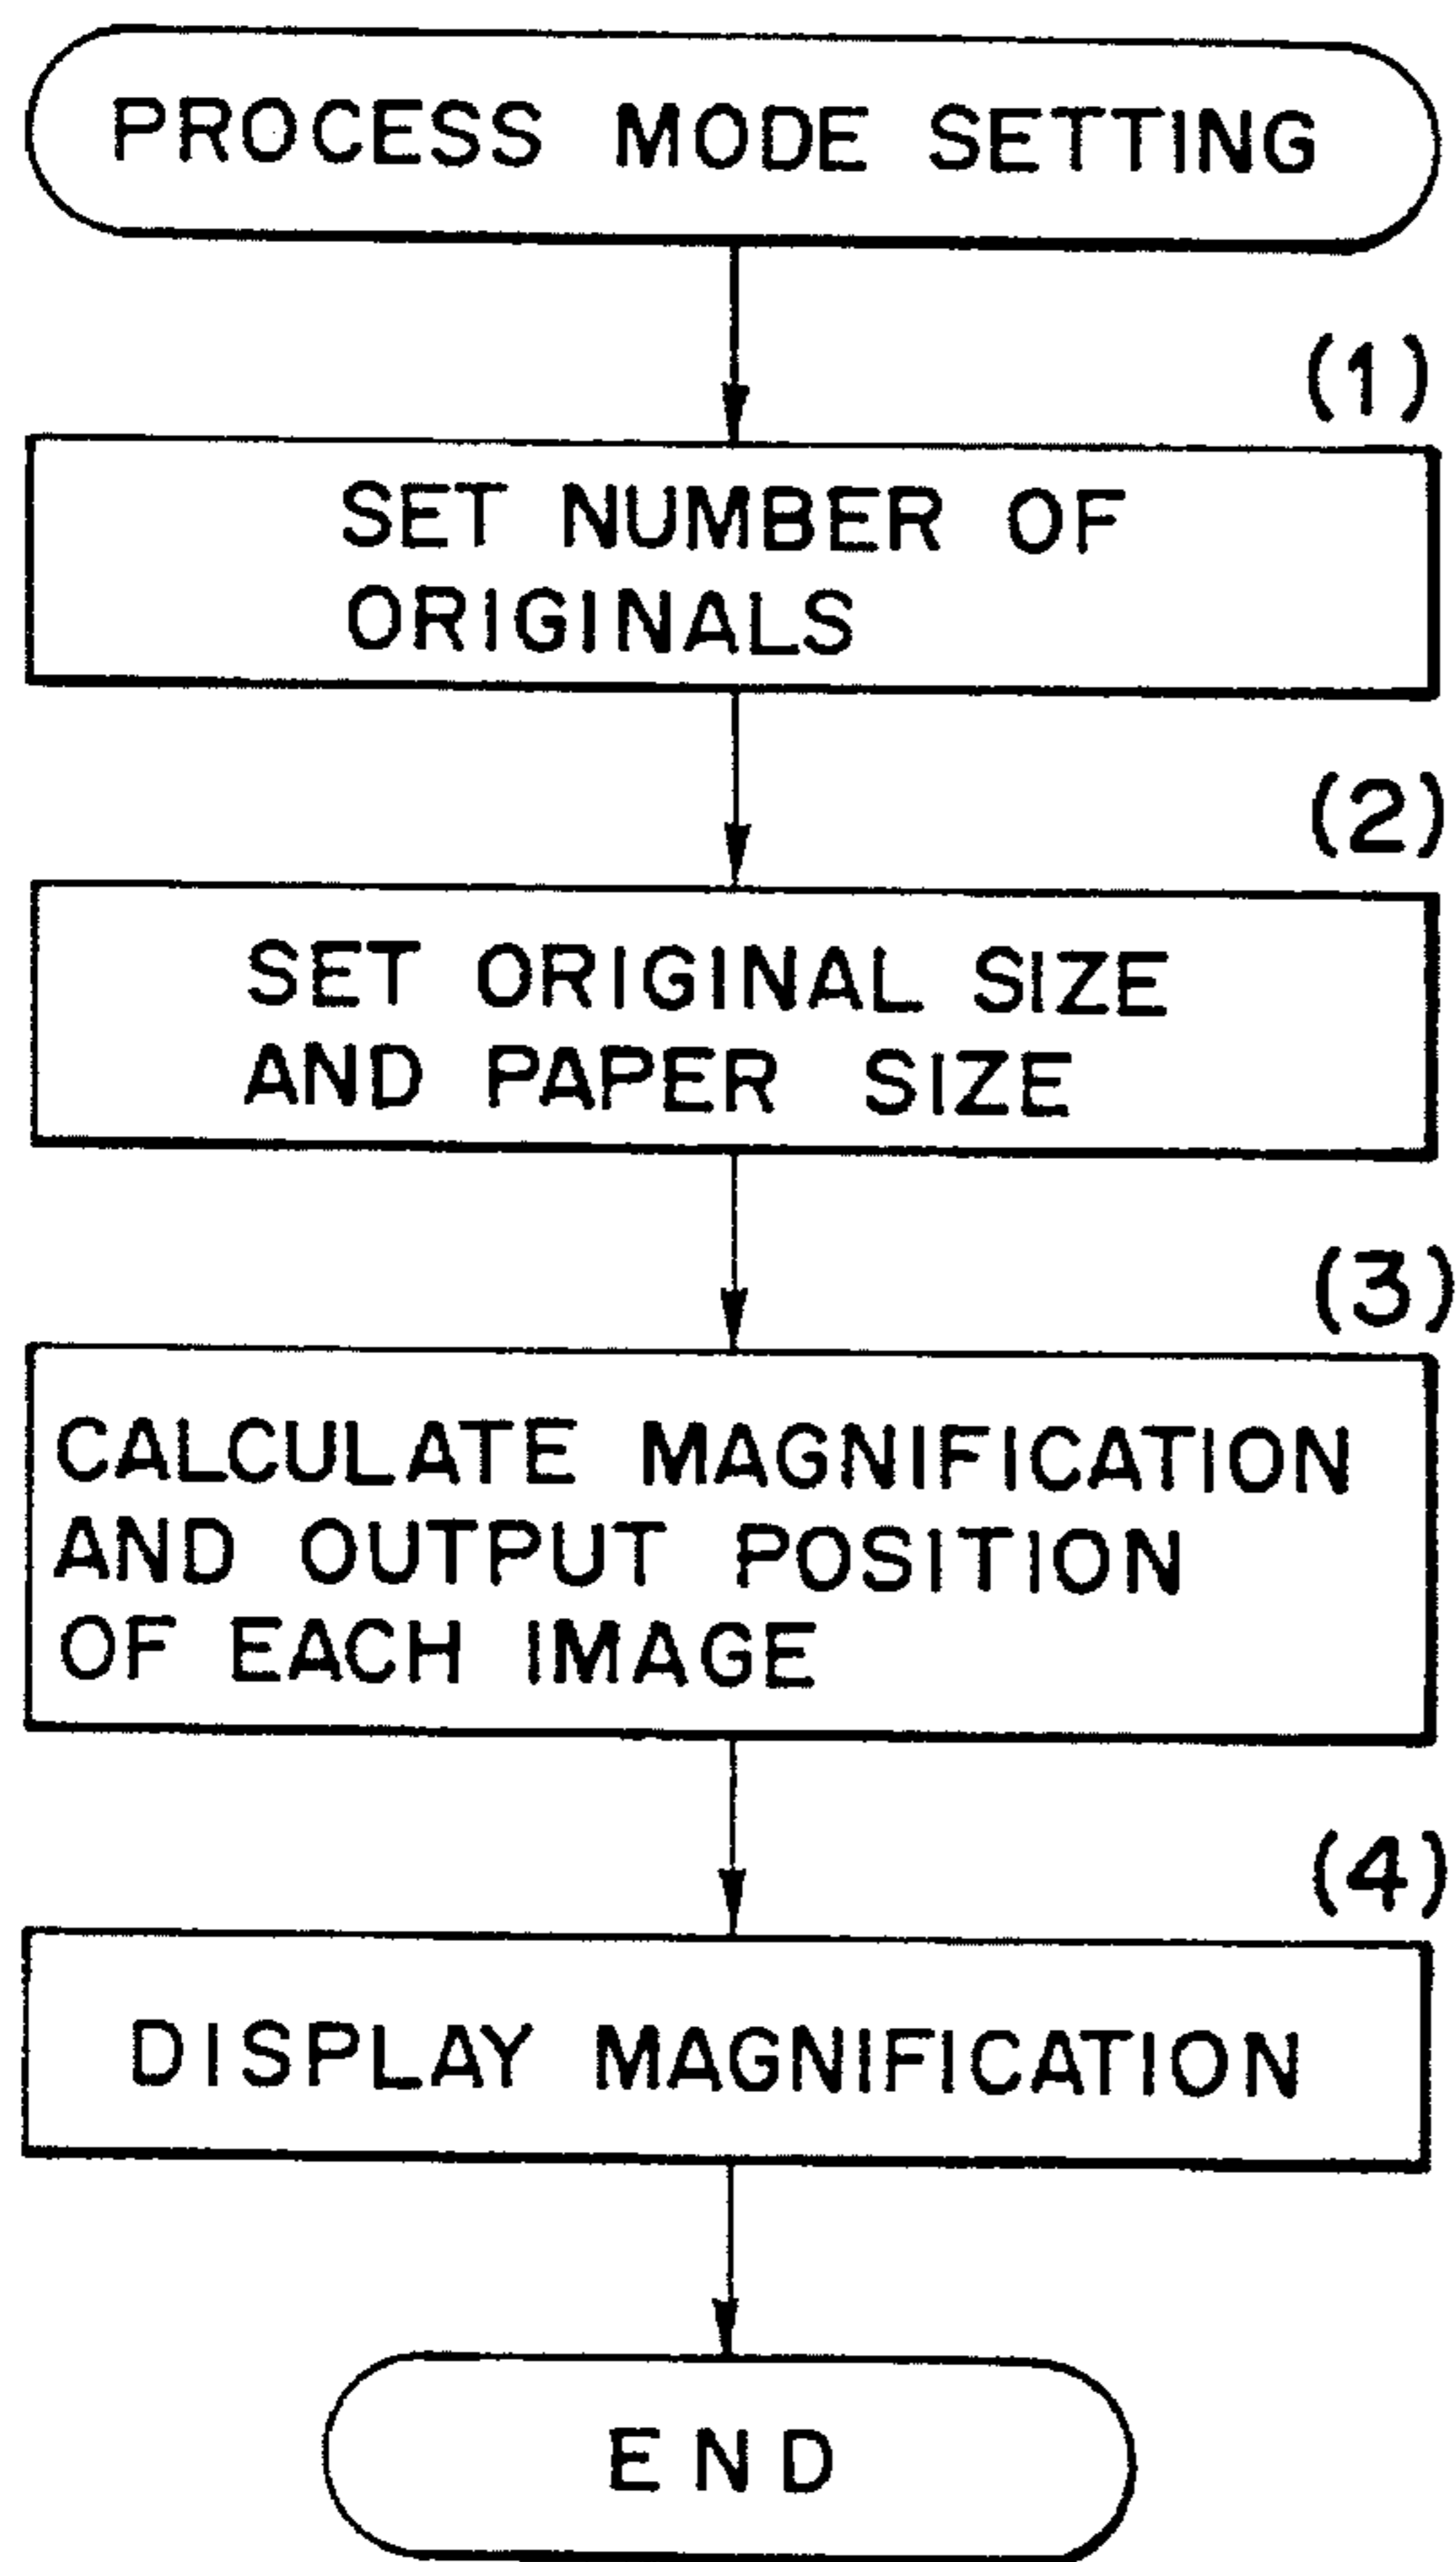 PROCESS MODE SETTING
(1)
SET NUMBER OF
ORIGINALS
(2)
SET ORIGINAL SIZE
AND PAPER SIZE
(3)
CALCULATE MAGNIFICATION
AND OUTPUT POSITION
OF EACH IMAGE
(4)
DISPLAY MAGNIFICATION
END